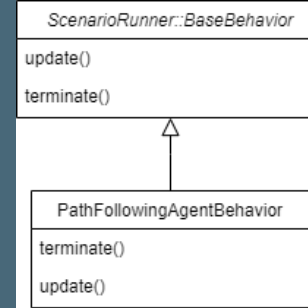 ScenarioRunner::BaseBehavior
update()
terminate()
PathFollowingAgentBehavior
terminate()
update()